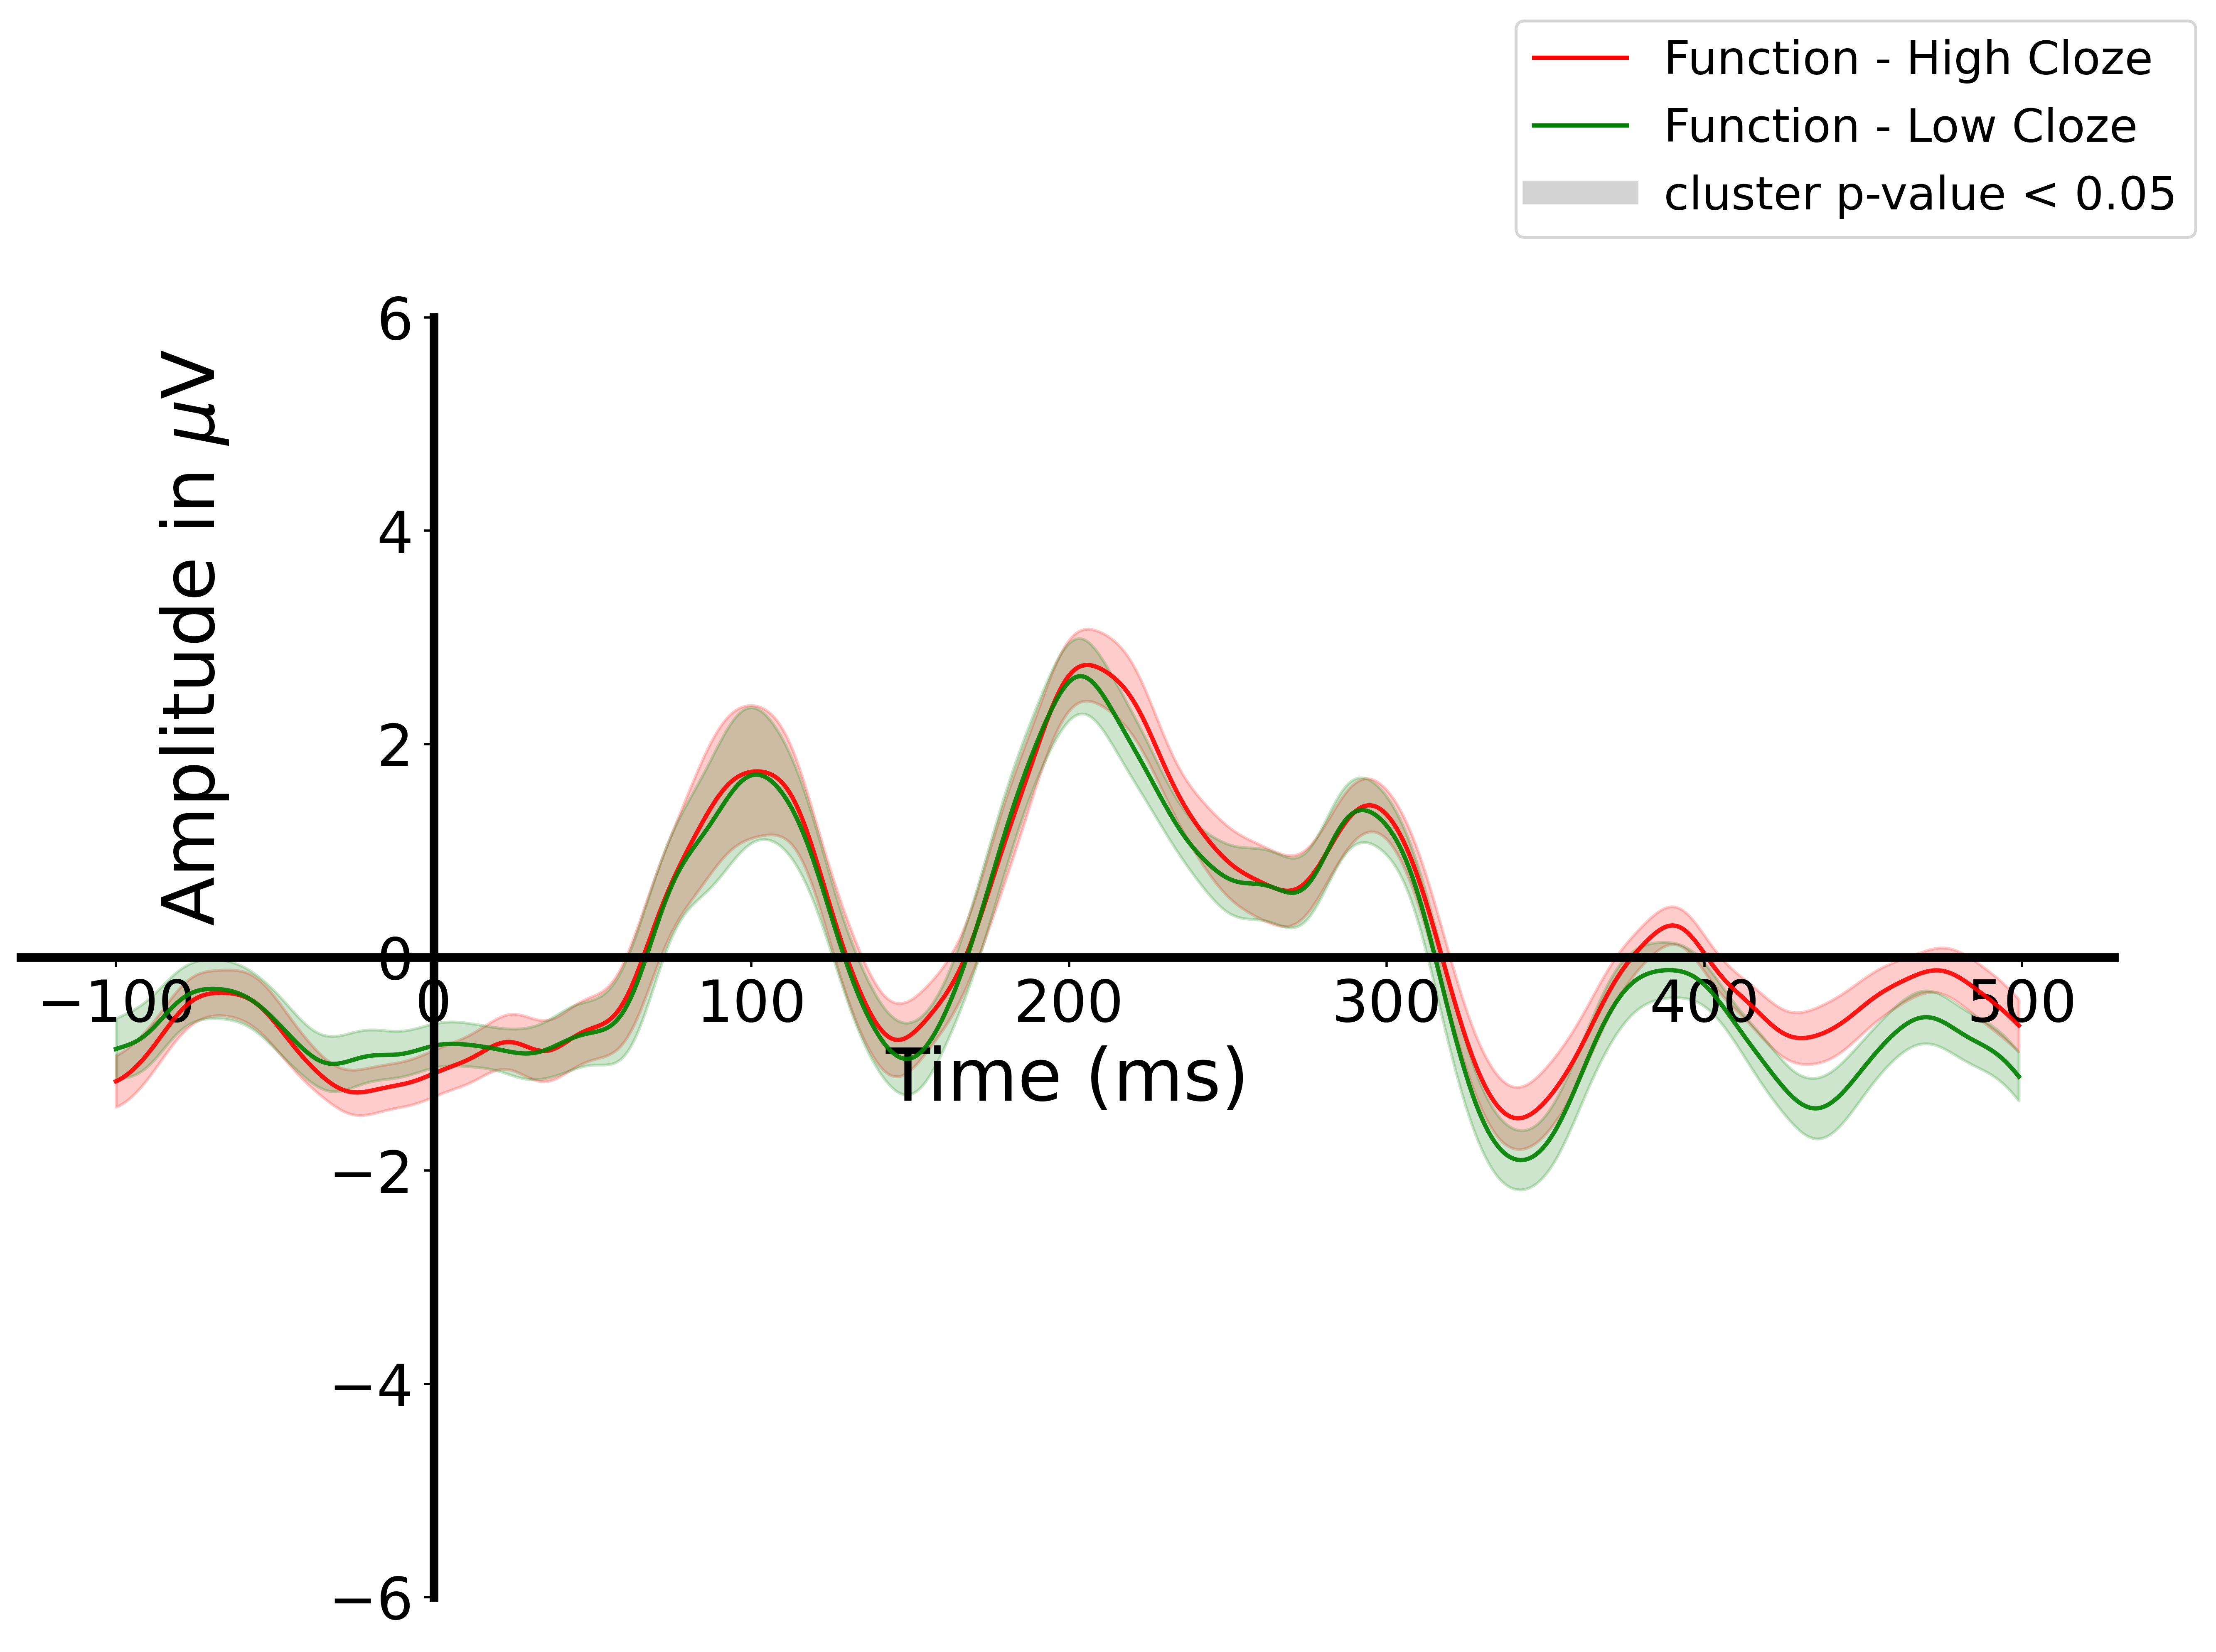 Function - High Cloze
Function - Low Cloze
cluster p-value < 0.05
Amplitude in μV
6
4
2
0
−2
−4
−6
−100 0 100 200 300 400 500
Time (ms)